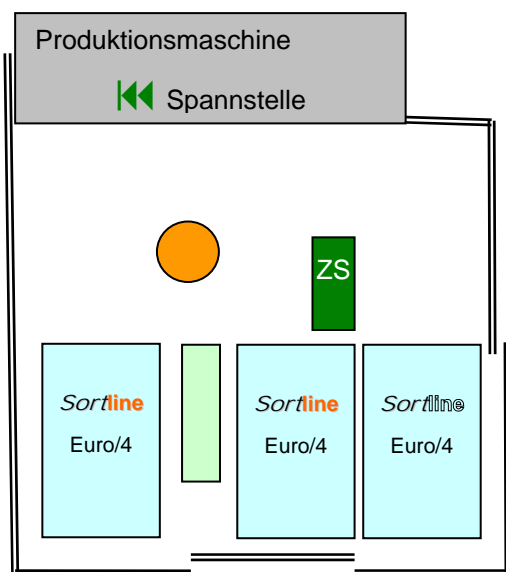 Produktionsmaschine
Spannstelle
ZS
Sortline
Euro/4
Sortline
Euro/4
Sortline
Euro/4